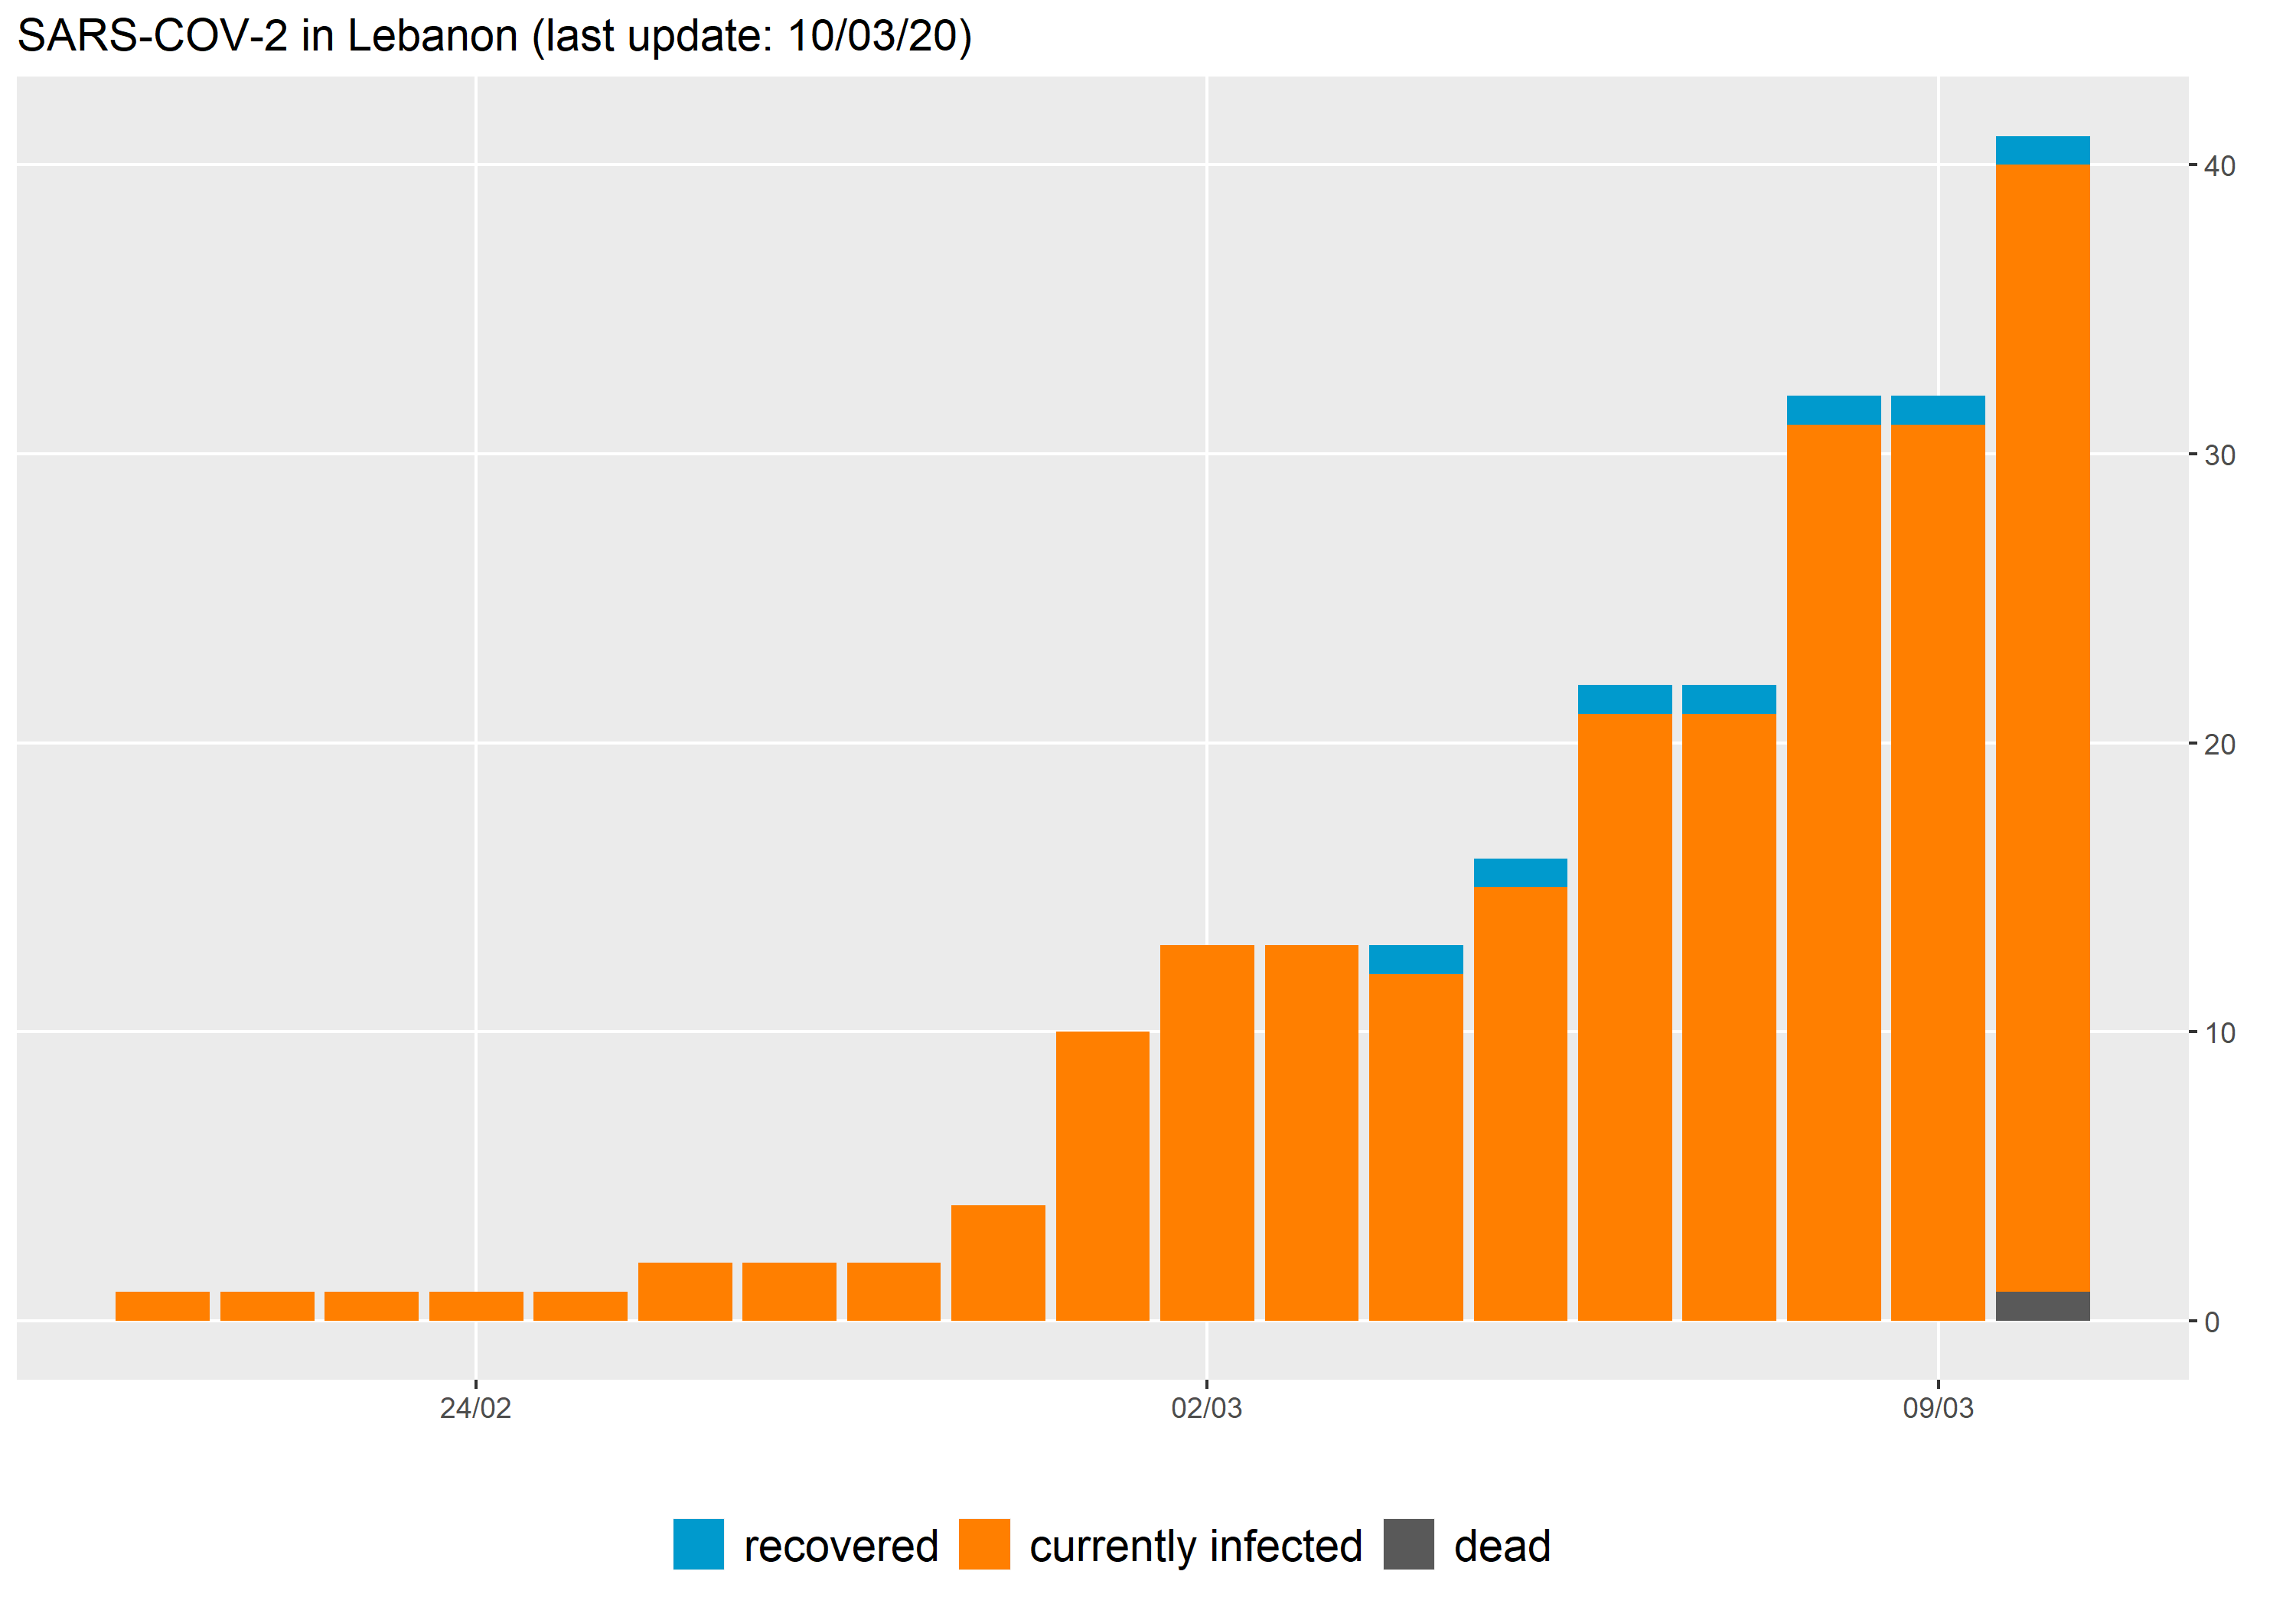 SARS-COV-2 in Lebanon (last update: 10/03/20)
40
30
20
10
0
24/02 02/03 09/03
recovered currently infected dead